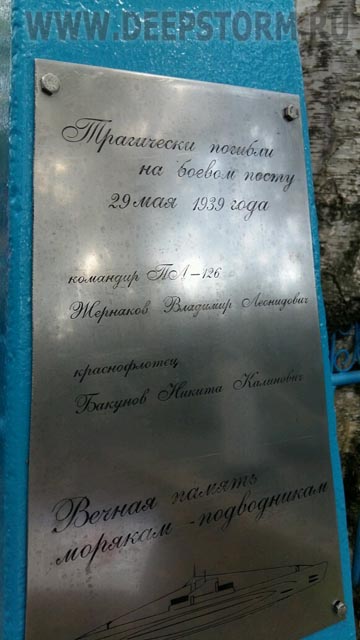 WWW.DEEPSTORM.RU
Трагически погибли
на боевом посту
29 мая 1939 года
командир ПЛ-126
Жернаков Владимир Леонидович
краснофлотец
Бакунов Никита Калинович
Вечная память
морякам-подводникам